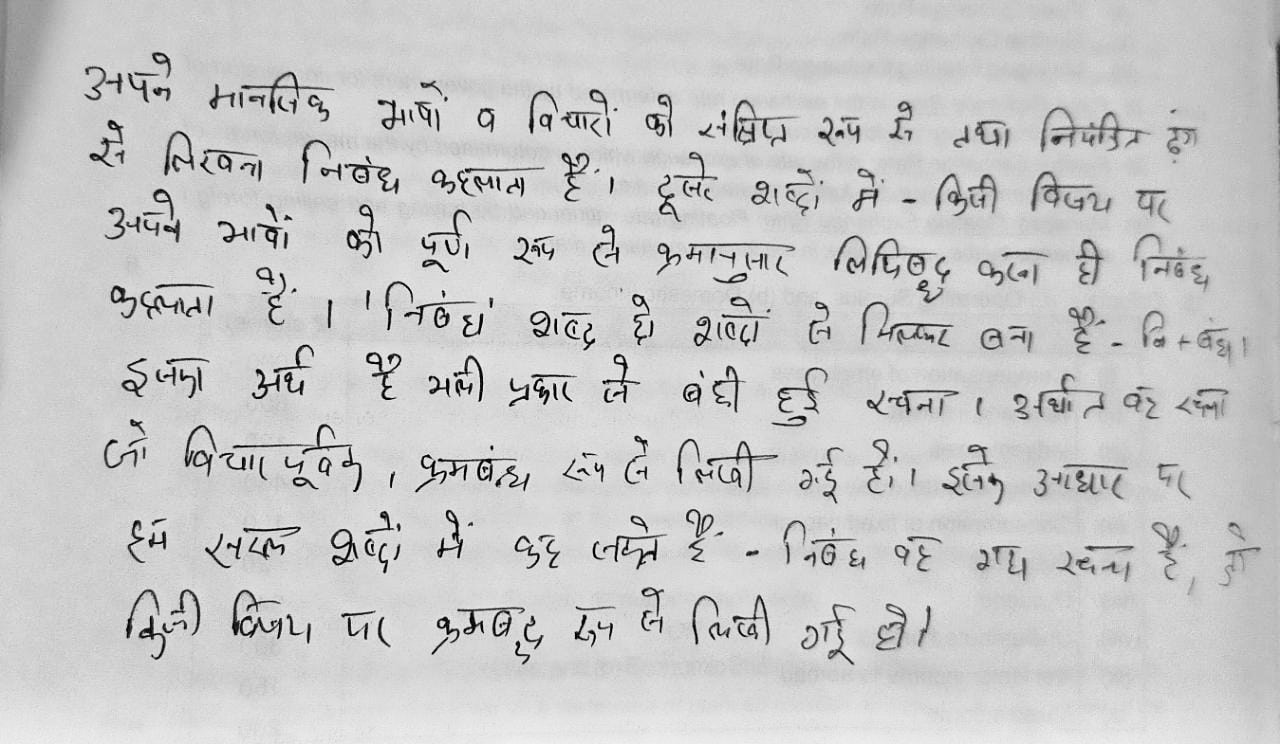 अपने मानसिक भावों व विचारों को संक्षिप्त रूप से तथा नियंत्रित ढंग
से लिखना निबंध कहलाता है। दूसरे शब्दों में - किसी विषय पर
अपने भावों को पूर्ण रूप से क्रमानुसार लिपिबद्ध करना ही निबंध
कहलाता है। 'निबंध' शब्द दो शब्दों से मिलकर बना है - नि + बंध।
इसका अर्थ है भली प्रकार से बंधी हुई रचना। अर्थात वह रचना
जो विचारपूर्वक, क्रमबन्ध रूप से लिखी गई हो। इसके आधार पर
हम सरल शब्दों में कह सकते हैं - निबंध वह गद्य रचना है, जो
किसी विषय पर क्रमबद्ध रूप से लिखी गई हो।